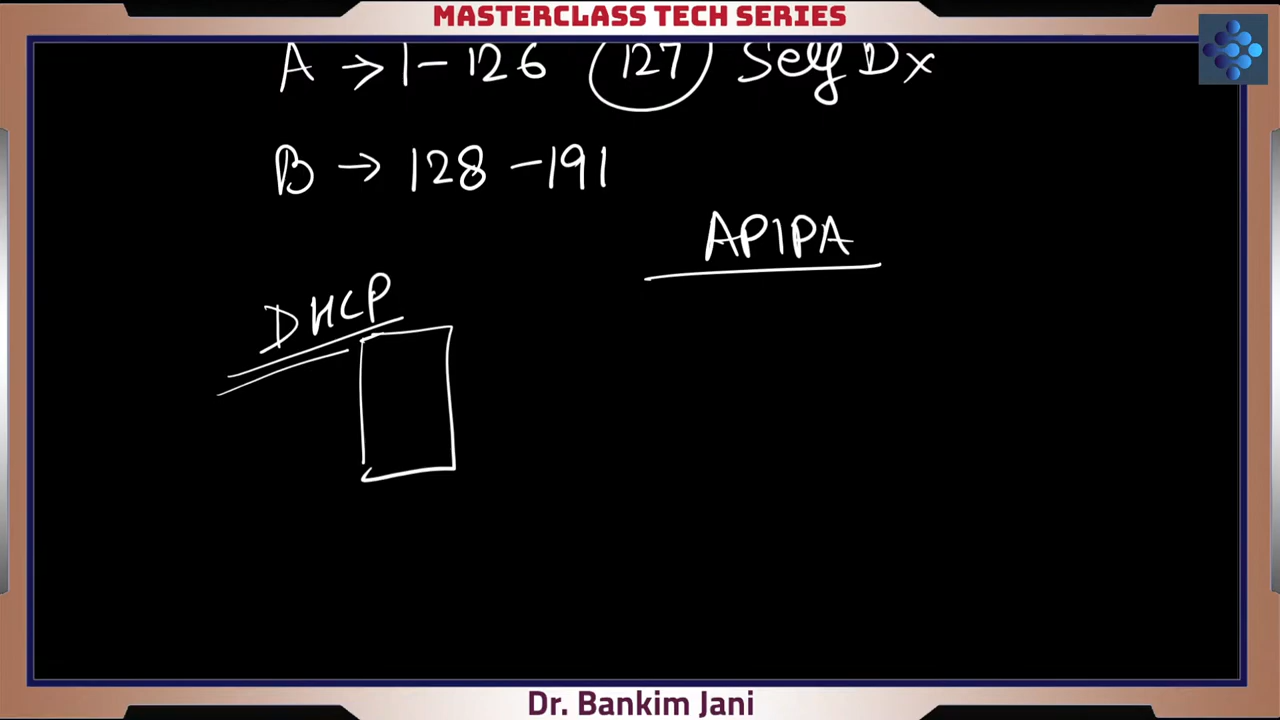 MASTERCLASS TECH SERIES
A → 1 - 126 127 Self Dx
B → 128 - 191
APIPA
DHCP
Dr. Bankim Jani